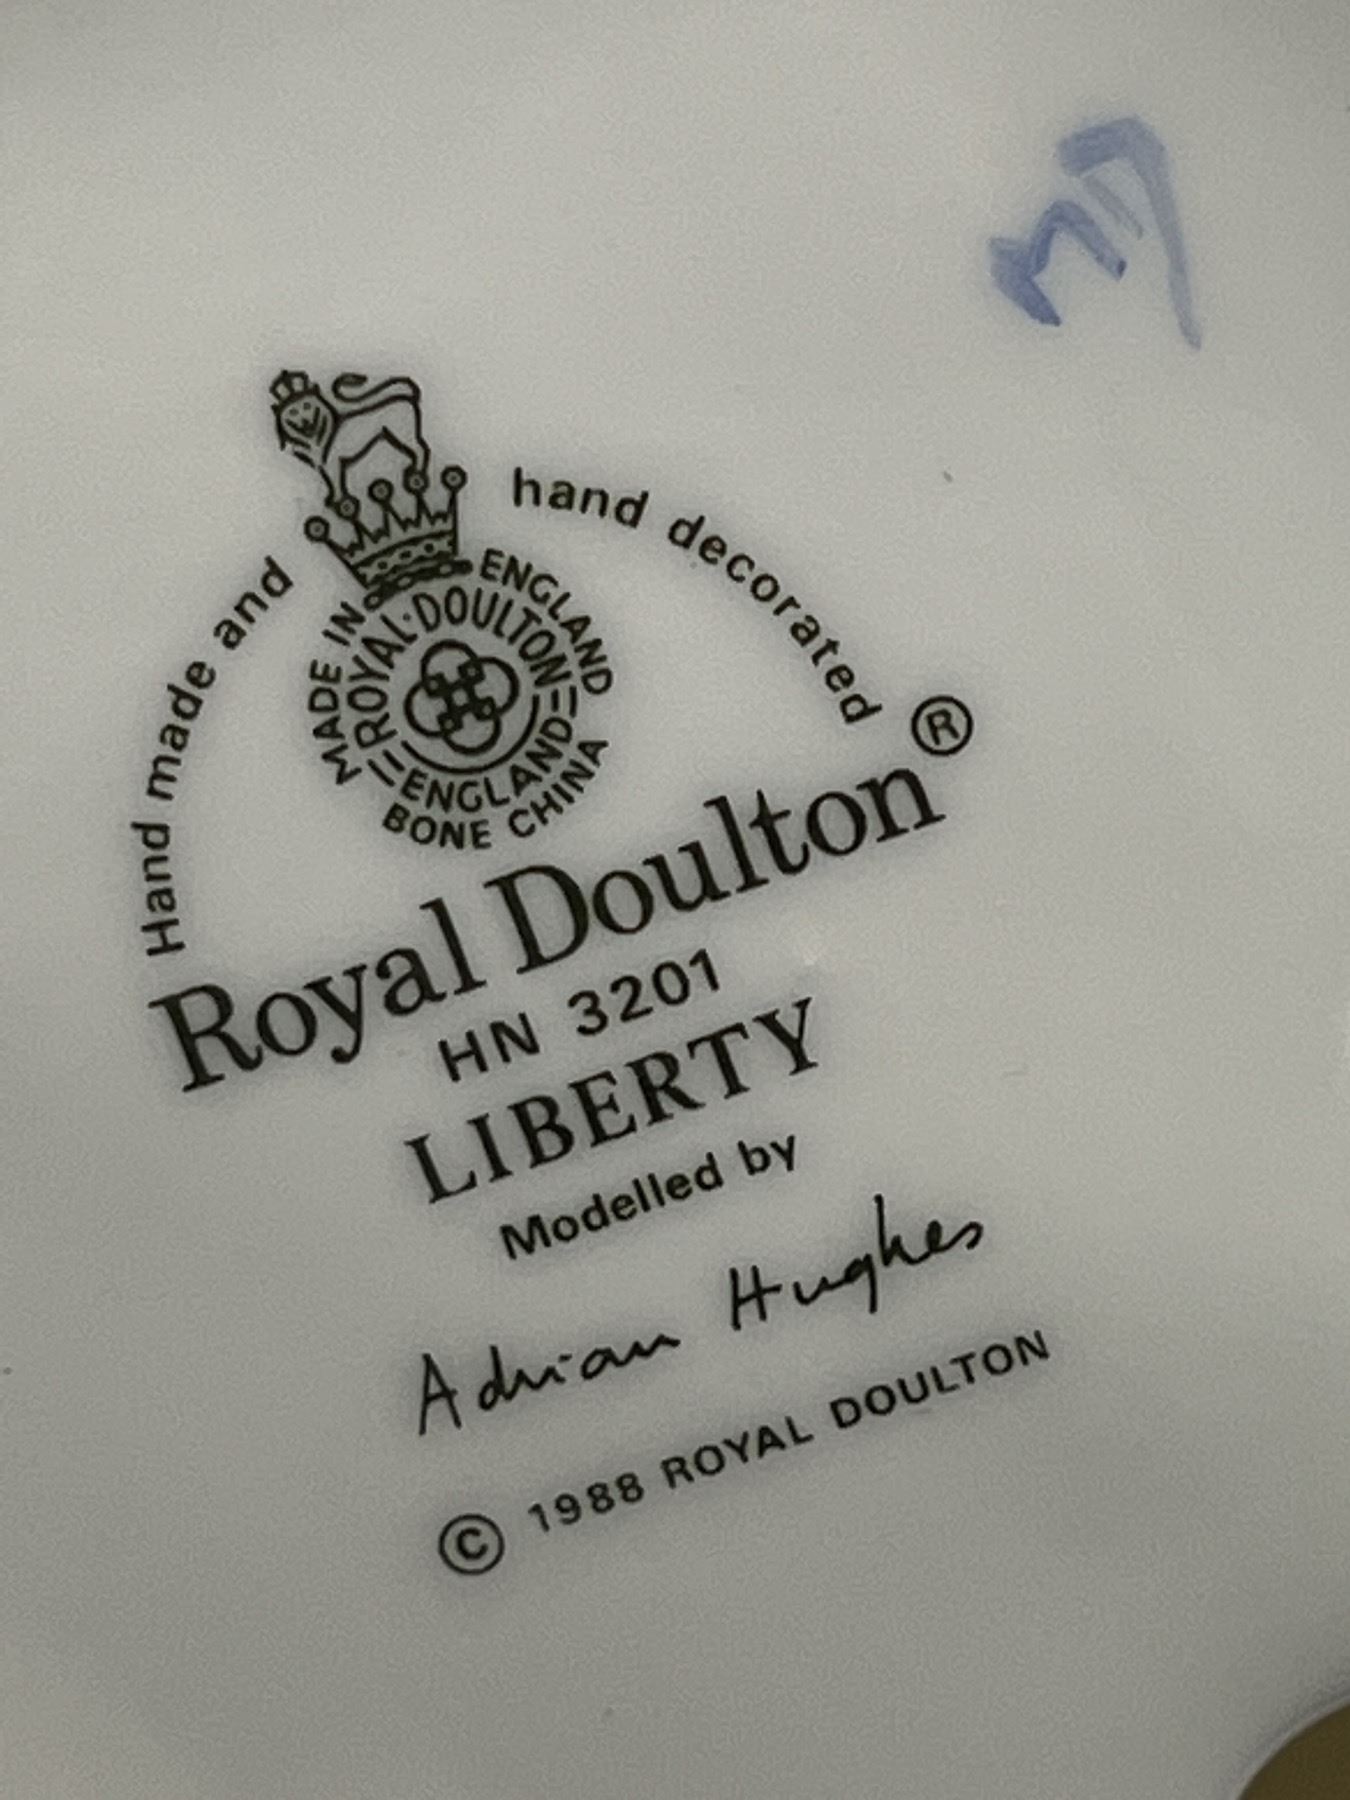 Hand made and hand decorated
MADE IN ENGLAND
ROYAL·DOULTON
ENGLAND
BONE CHINA
Royal Doulton®
HN 3201
LIBERTY
Modelled by
Adrian Hughes
© 1988 ROYAL DOULTON